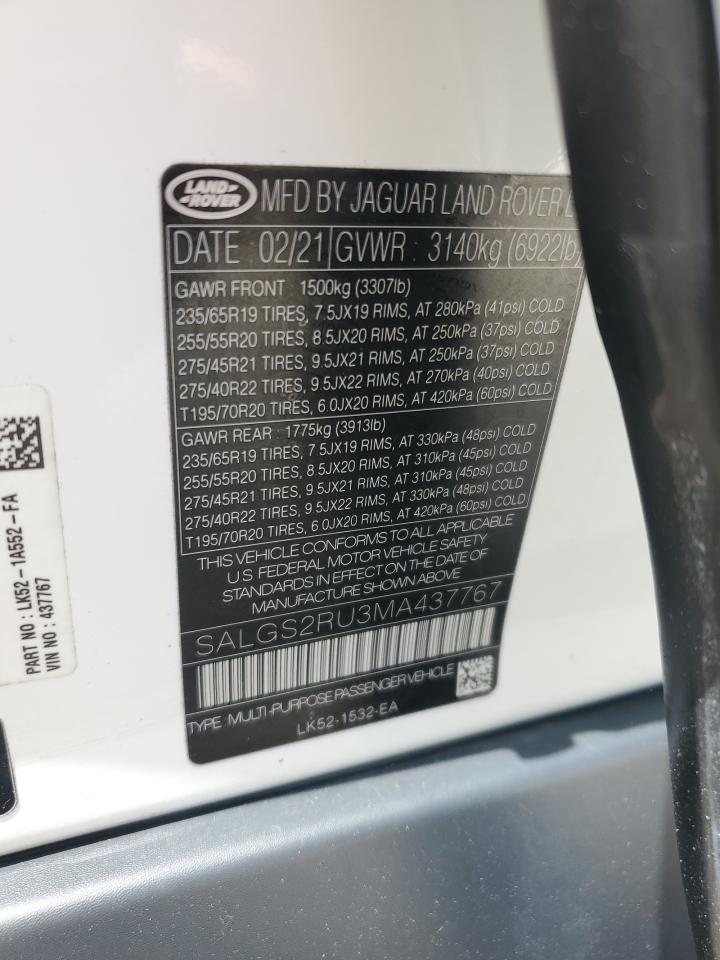 LAND
ROVER
MFD BY JAGUAR LAND ROVER L
DATE : 02/21 GVWR : 3140kg (6922lb)
GAWR FRONT : 1500kg (3307lb)
235/65R19 TIRES, 7.5JX19 RIMS, AT 280kPa (41psi) COLD
255/55R20 TIRES, 8.5JX20 RIMS, AT 250kPa (37psi) COLD
275/45R21 TIRES, 9.5JX21 RIMS, AT 250kPa (37psi) COLD
275/40R22 TIRES, 9.5JX22 RIMS, AT 270kPa (40psi) COLD
T195/70R20 TIRES, 6.0JX20 RIMS, AT 420kPa (60psi) COLD
GAWR REAR : 1775kg (3913lb)
235/65R19 TIRES, 7.5JX19 RIMS, AT 330kPa (48psi) COLD
255/55R20 TIRES, 8.5JX20 RIMS, AT 310kPa (45psi) COLD
275/45R21 TIRES, 9.5JX21 RIMS, AT 310kPa (45psi) COLD
275/40R22 TIRES, 9.5JX22 RIMS, AT 330kPa (48psi) COLD
T195/70R20 TIRES, 6.0JX20 RIMS, AT 420kPa (60psi) COLD
THIS VEHICLE CONFORMS TO ALL APPLICABLE
U.S. FEDERAL MOTOR VEHICLE SAFETY
STANDARDS IN EFFECT ON THE DATE OF
MANUFACTURE SHOWN ABOVE
SALGS2RU3MA437767
TYPE : MULTI-PURPOSE PASSENGER VEHICLE
LK52-1532-EA
PART NO : LK52-1A552-FA
VIN NO : 437767